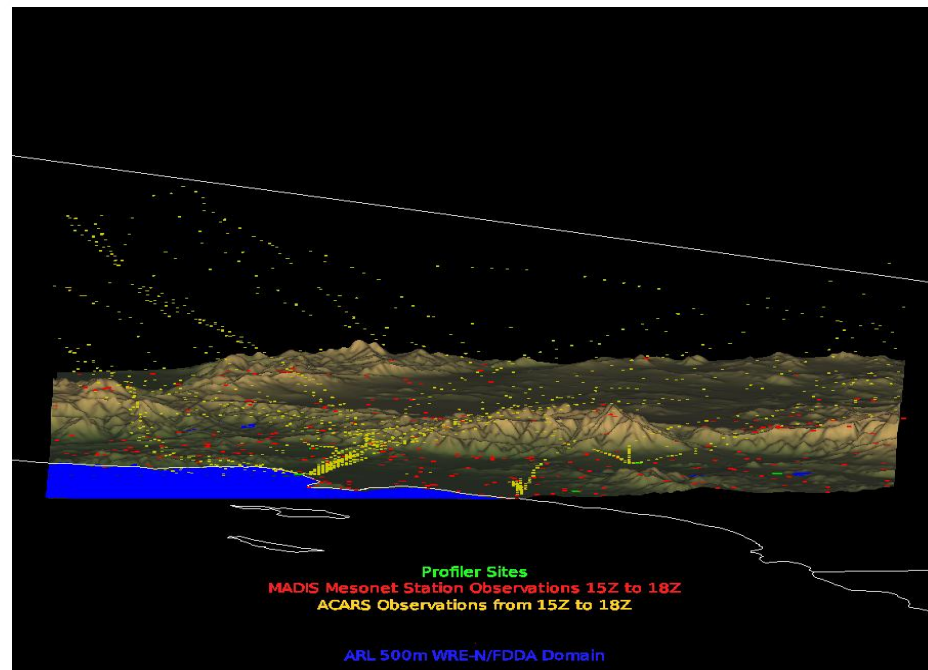 Profiler Sites
MADIS Mesonet Station Observations 15Z to 18Z
ACARS Observations from 15Z to 18Z
ARL 500m WRE-N/FDDA Domain